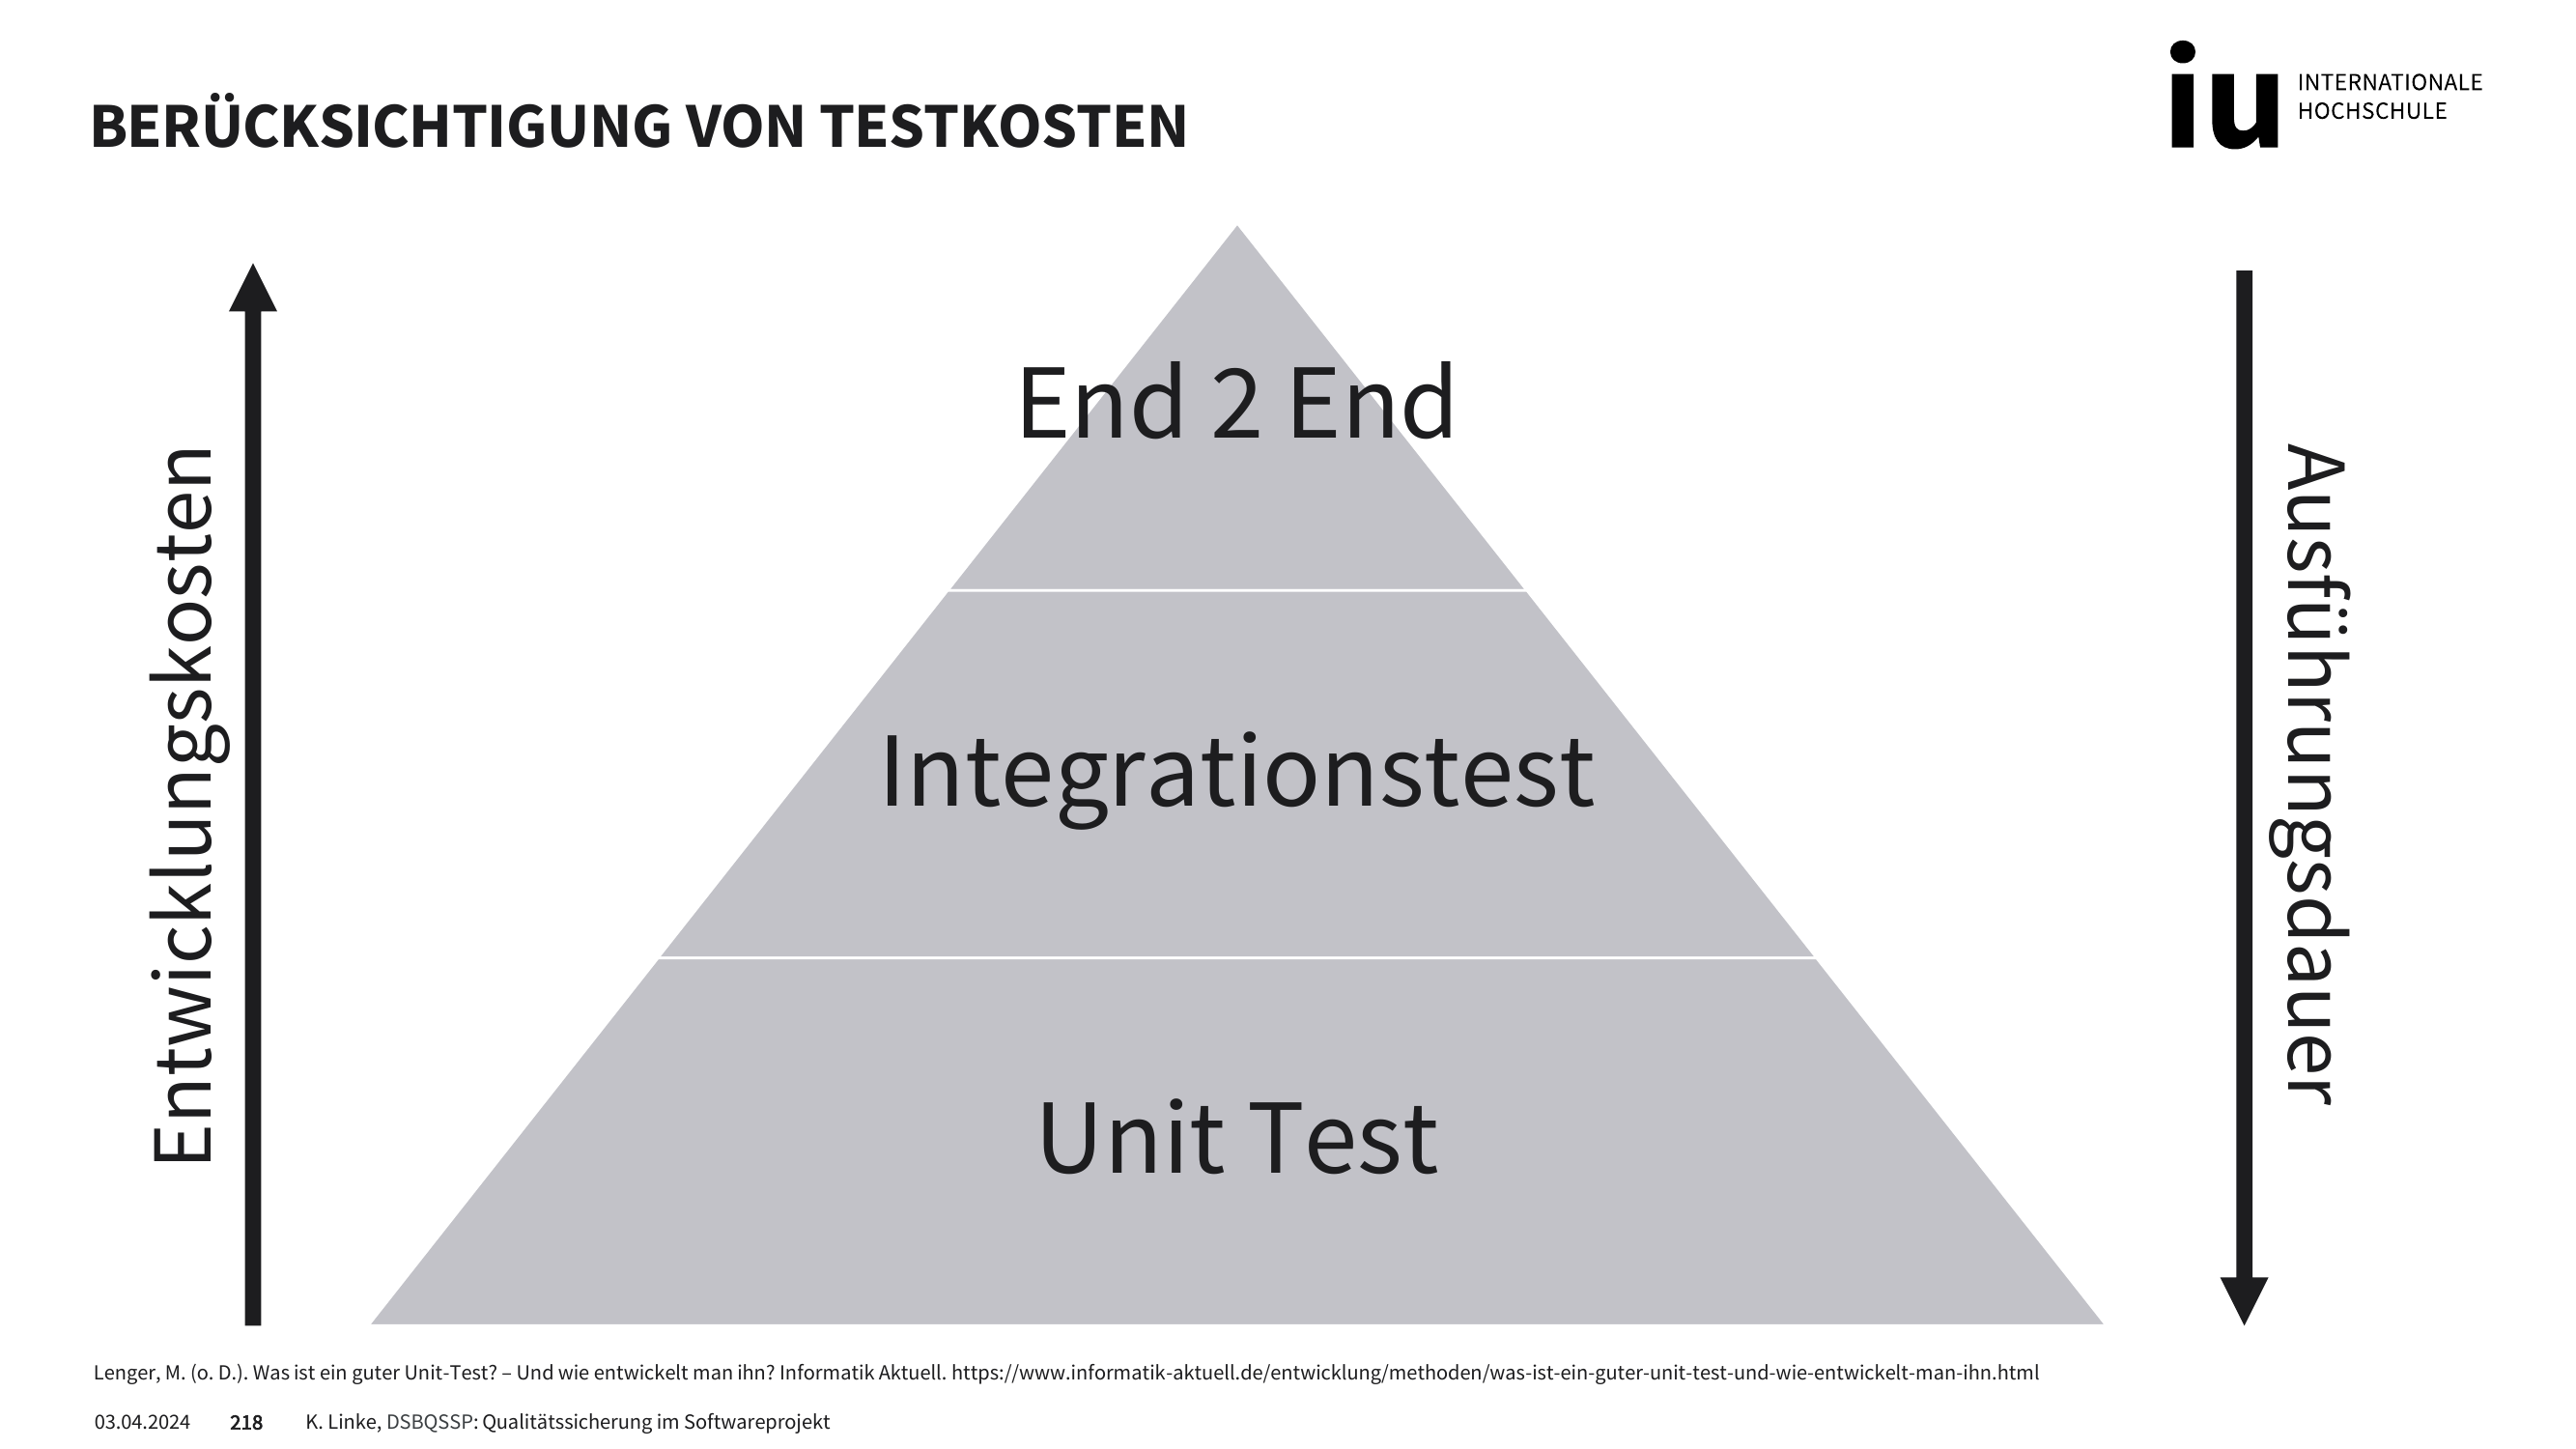 BERÜCKSICHTIGUNG VON TESTKOSTEN
iu INTERNATIONALE
HOCHSCHULE
Entwicklungskosten
End 2 End
Integrationstest
Unit Test
Ausführungsdauer
Lenger, M. (o. D.). Was ist ein guter Unit-Test? – Und wie entwickelt man ihn? Informatik Aktuell. https://www.informatik-aktuell.de/entwicklung/methoden/was-ist-ein-guter-unit-test-und-wie-entwickelt-man-ihn.html
03.04.2024 218 K. Linke, DSBQSSP: Qualitätssicherung im Softwareprojekt